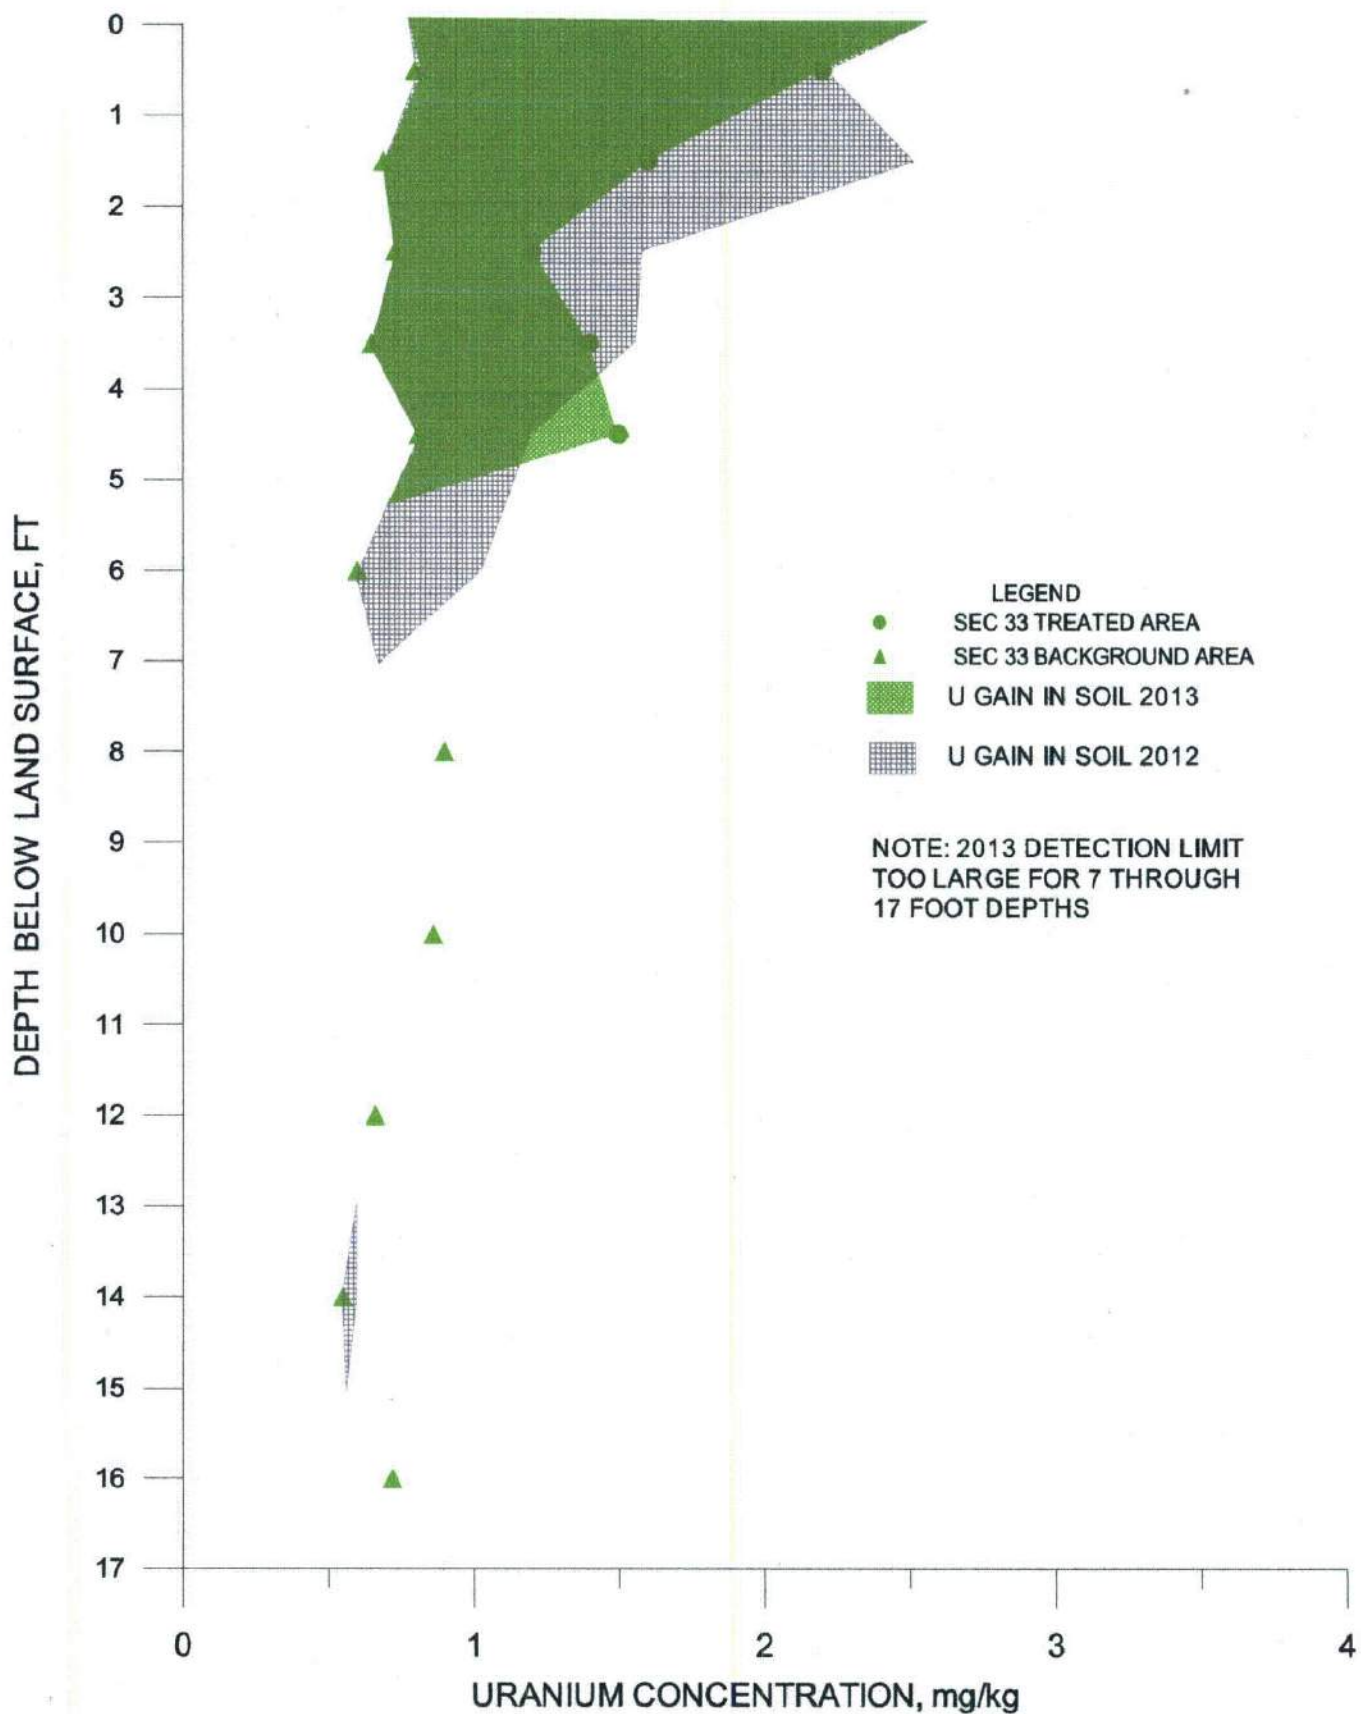 0
1
2
3
4
5
6
7
8
9
10
11
12
13
14
15
16
17
DEPTH BELOW LAND SURFACE, FT
LEGEND
SEC 33 TREATED AREA
SEC 33 BACKGROUND AREA
U GAIN IN SOIL 2013
U GAIN IN SOIL 2012
NOTE: 2013 DETECTION LIMIT
TOO LARGE FOR 7 THROUGH
17 FOOT DEPTHS
0 1 2 3 4
URANIUM CONCENTRATION, mg/kg